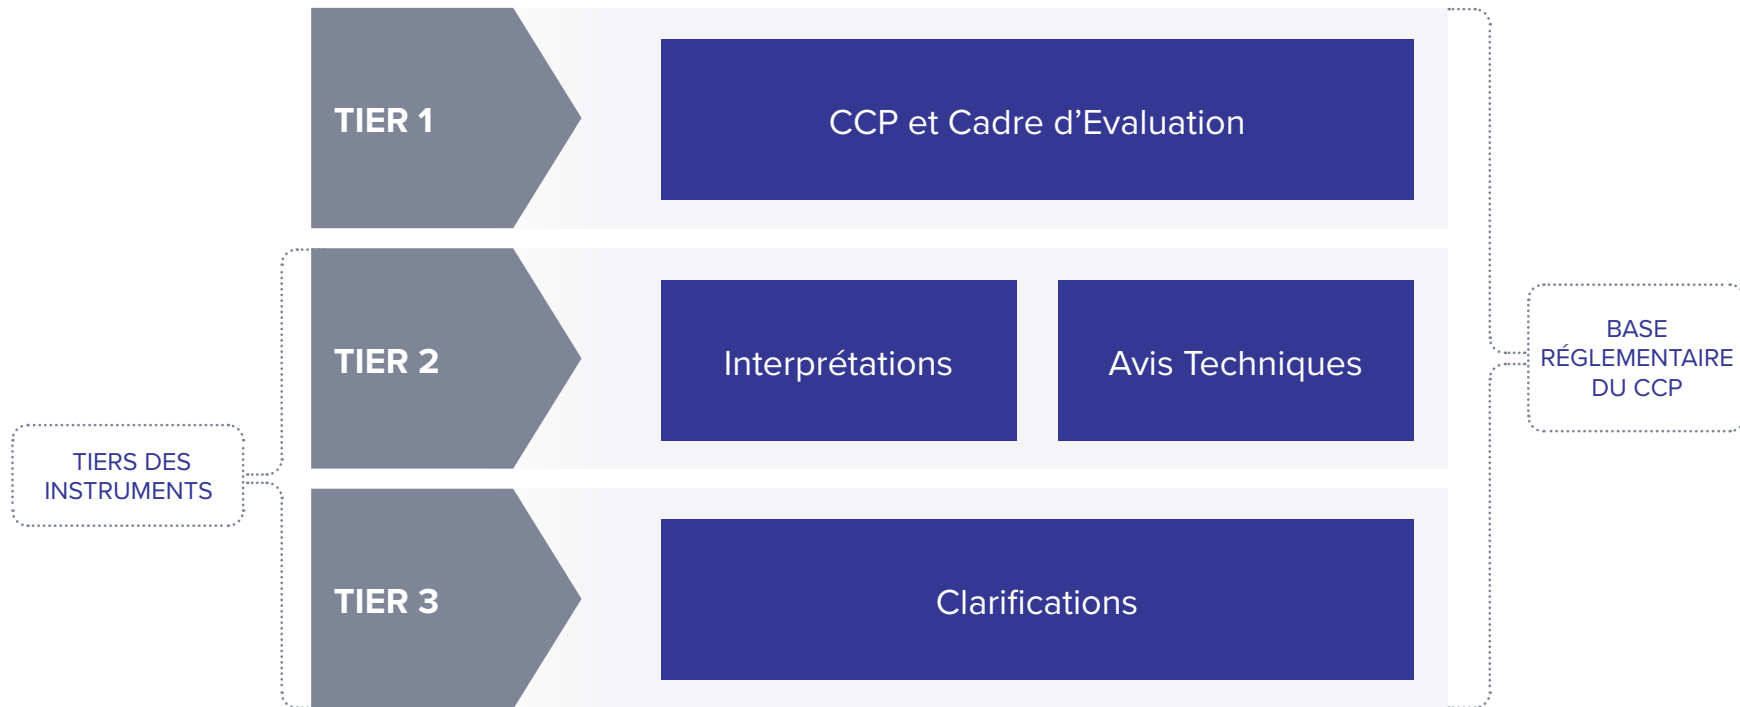 TIER 1
CCP et Cadre d’Evaluation
TIER 2
Interprétations
Avis Techniques
BASE
RÉGLEMENTAIRE
DU CCP
TIERS DES
INSTRUMENTS
TIER 3
Clarifications